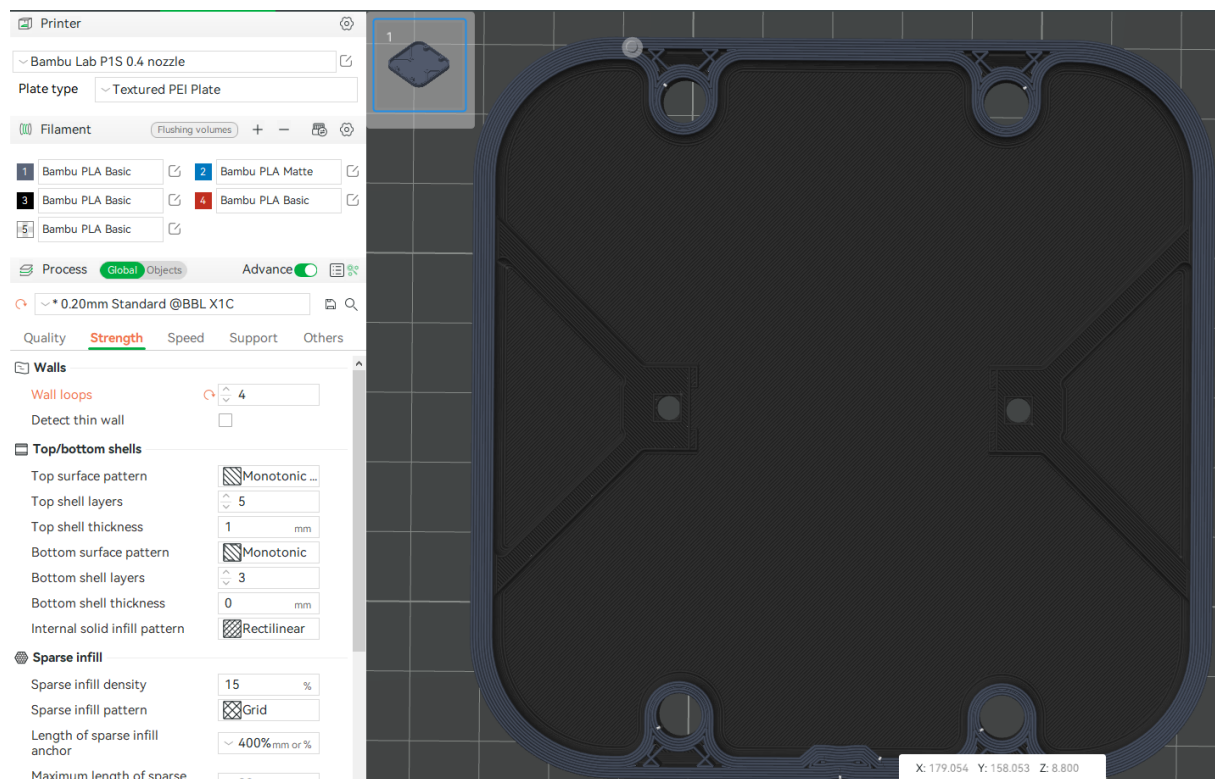 Printer
Bambu Lab P1S 0.4 nozzle
Plate type Textured PEI Plate
Filament Flushing volumes + −
1 Bambu PLA Basic 2 Bambu PLA Matte
3 Bambu PLA Basic 4 Bambu PLA Basic
5 Bambu PLA Basic
Process Global Objects Advance
* 0.20mm Standard @BBL X1C
Quality Strength Speed Support Others
Walls
Wall loops 4
Detect thin wall
Top/bottom shells
Top surface pattern Monotonic ...
Top shell layers 5
Top shell thickness 1 mm
Bottom surface pattern Monotonic
Bottom shell layers 3
Bottom shell thickness 0 mm
Internal solid infill pattern Rectilinear
Sparse infill
Sparse infill density 15 %
Sparse infill pattern Grid
Length of sparse infill
anchor 400% mm or %
Maximum length of sparse
1
X: 179.054 Y: 158.053 Z: 8.800